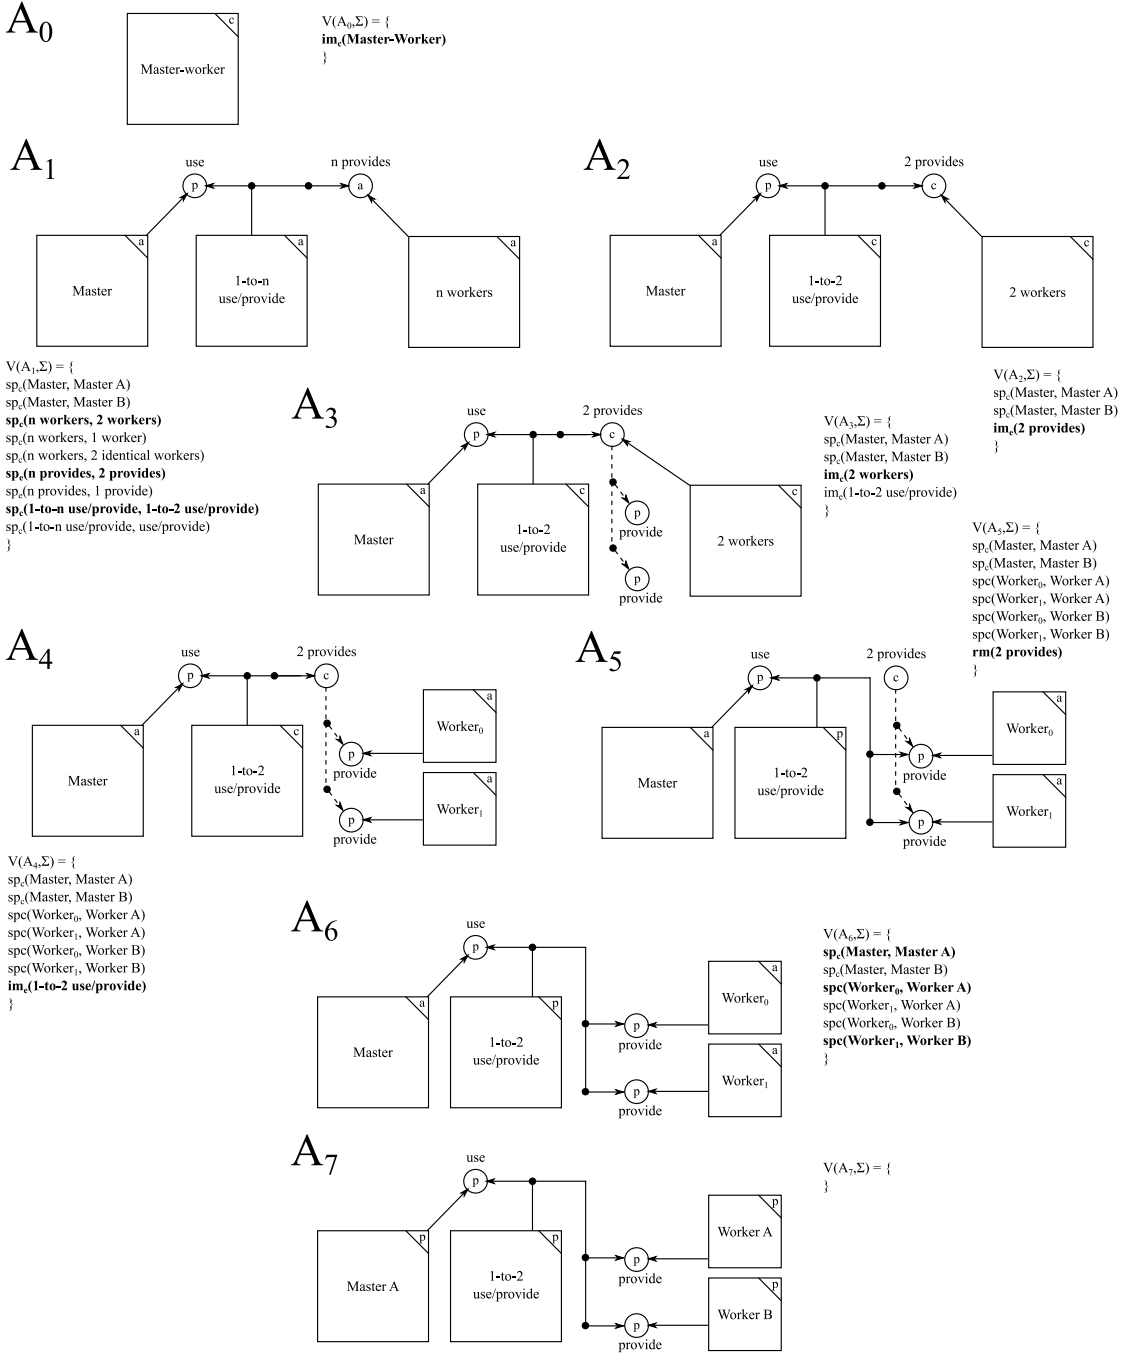 A0
c
Master-worker
V(A0,Σ) = {
imc(Master-Worker)
}
A1
use
n provides
p
a
a
a
a
Master
1-to-n
use/provide
n workers
V(A1,Σ) = {
spc(Master, Master A)
spc(Master, Master B)
spc(n workers, 2 workers)
spc(n workers, 1 worker)
spc(n workers, 2 identical workers)
spc(n provides, 2 provides)
spc(n provides, 1 provide)
spc(1-to-n use/provide, 1-to-2 use/provide)
spc(1-to-n use/provide, use/provide)
}
A2
use
2 provides
p
c
a
c
c
Master
1-to-2
use/provide
2 workers
V(A2,Σ) = {
spc(Master, Master A)
spc(Master, Master B)
imc(2 provides)
}
A3
use
2 provides
p
c
a
c
c
p
provide
p
provide
Master
1-to-2
use/provide
2 workers
V(A3,Σ) = {
spc(Master, Master A)
spc(Master, Master B)
imc(2 workers)
imc(1-to-2 use/provide)
}
A4
use
2 provides
p
c
a
c
a
Worker0
p
provide
a
Worker1
p
provide
Master
1-to-2
use/provide
V(A4,Σ) = {
spc(Master, Master A)
spc(Master, Master B)
spc(Worker0, Worker A)
spc(Worker1, Worker A)
spc(Worker0, Worker B)
spc(Worker1, Worker B)
imc(1-to-2 use/provide)
}
V(A5,Σ) = {
spc(Master, Master A)
spc(Master, Master B)
spc(Worker0, Worker A)
spc(Worker1, Worker A)
spc(Worker0, Worker B)
spc(Worker1, Worker B)
rm(2 provides)
}
A5
use
2 provides
p
c
a
p
a
Worker0
p
provide
a
Worker1
p
provide
Master
1-to-2
use/provide
A6
use
p
a
p
a
Worker0
p
provide
a
Worker1
p
provide
Master
1-to-2
use/provide
V(A6,Σ) = {
spc(Master, Master A)
spc(Master, Master B)
spc(Worker0, Worker A)
spc(Worker1, Worker A)
spc(Worker0, Worker B)
spc(Worker1, Worker B)
}
A7
use
p
p
p
p
Worker A
p
provide
p
Worker B
p
provide
Master A
1-to-2
use/provide
V(A7,Σ) = {
}